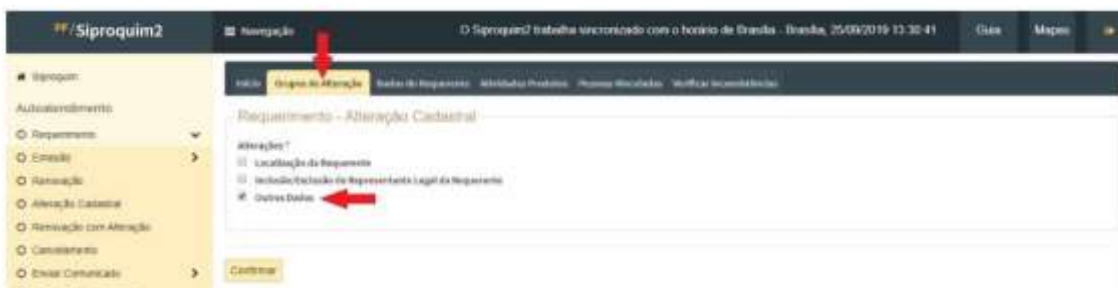 PF/Siproquim2
Navegação
O Siproquim2 trabalha sincronizado com o horário de Brasília - Brasília, 25/09/2019 13:30:41
Guia
Mapas
Siproquim
Autoatendimento
Requerimento
Emissão
Renovação
Alteração Cadastral
Renovação com Alteração
Cancelamento
Enviar Comunicado
Início
Grupos de Alteração
Dados do Requerente
Atividades Produtos
Pessoas Vinculadas
Verificar Inconsistências
Requerimento - Alteração Cadastral
Alterações *
Localização da Requerente
Inclusão/Exclusão de Representante Legal da Requerente
Outros Dados
Confirmar